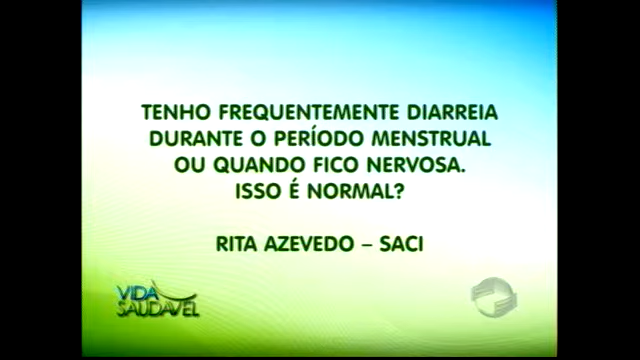 TENHO FREQUENTEMENTE DIARREIA
DURANTE O PERÍODO MENSTRUAL
OU QUANDO FICO NERVOSA.
ISSO É NORMAL?
RITA AZEVEDO – SACI
VIDA
SAUDÁVEL